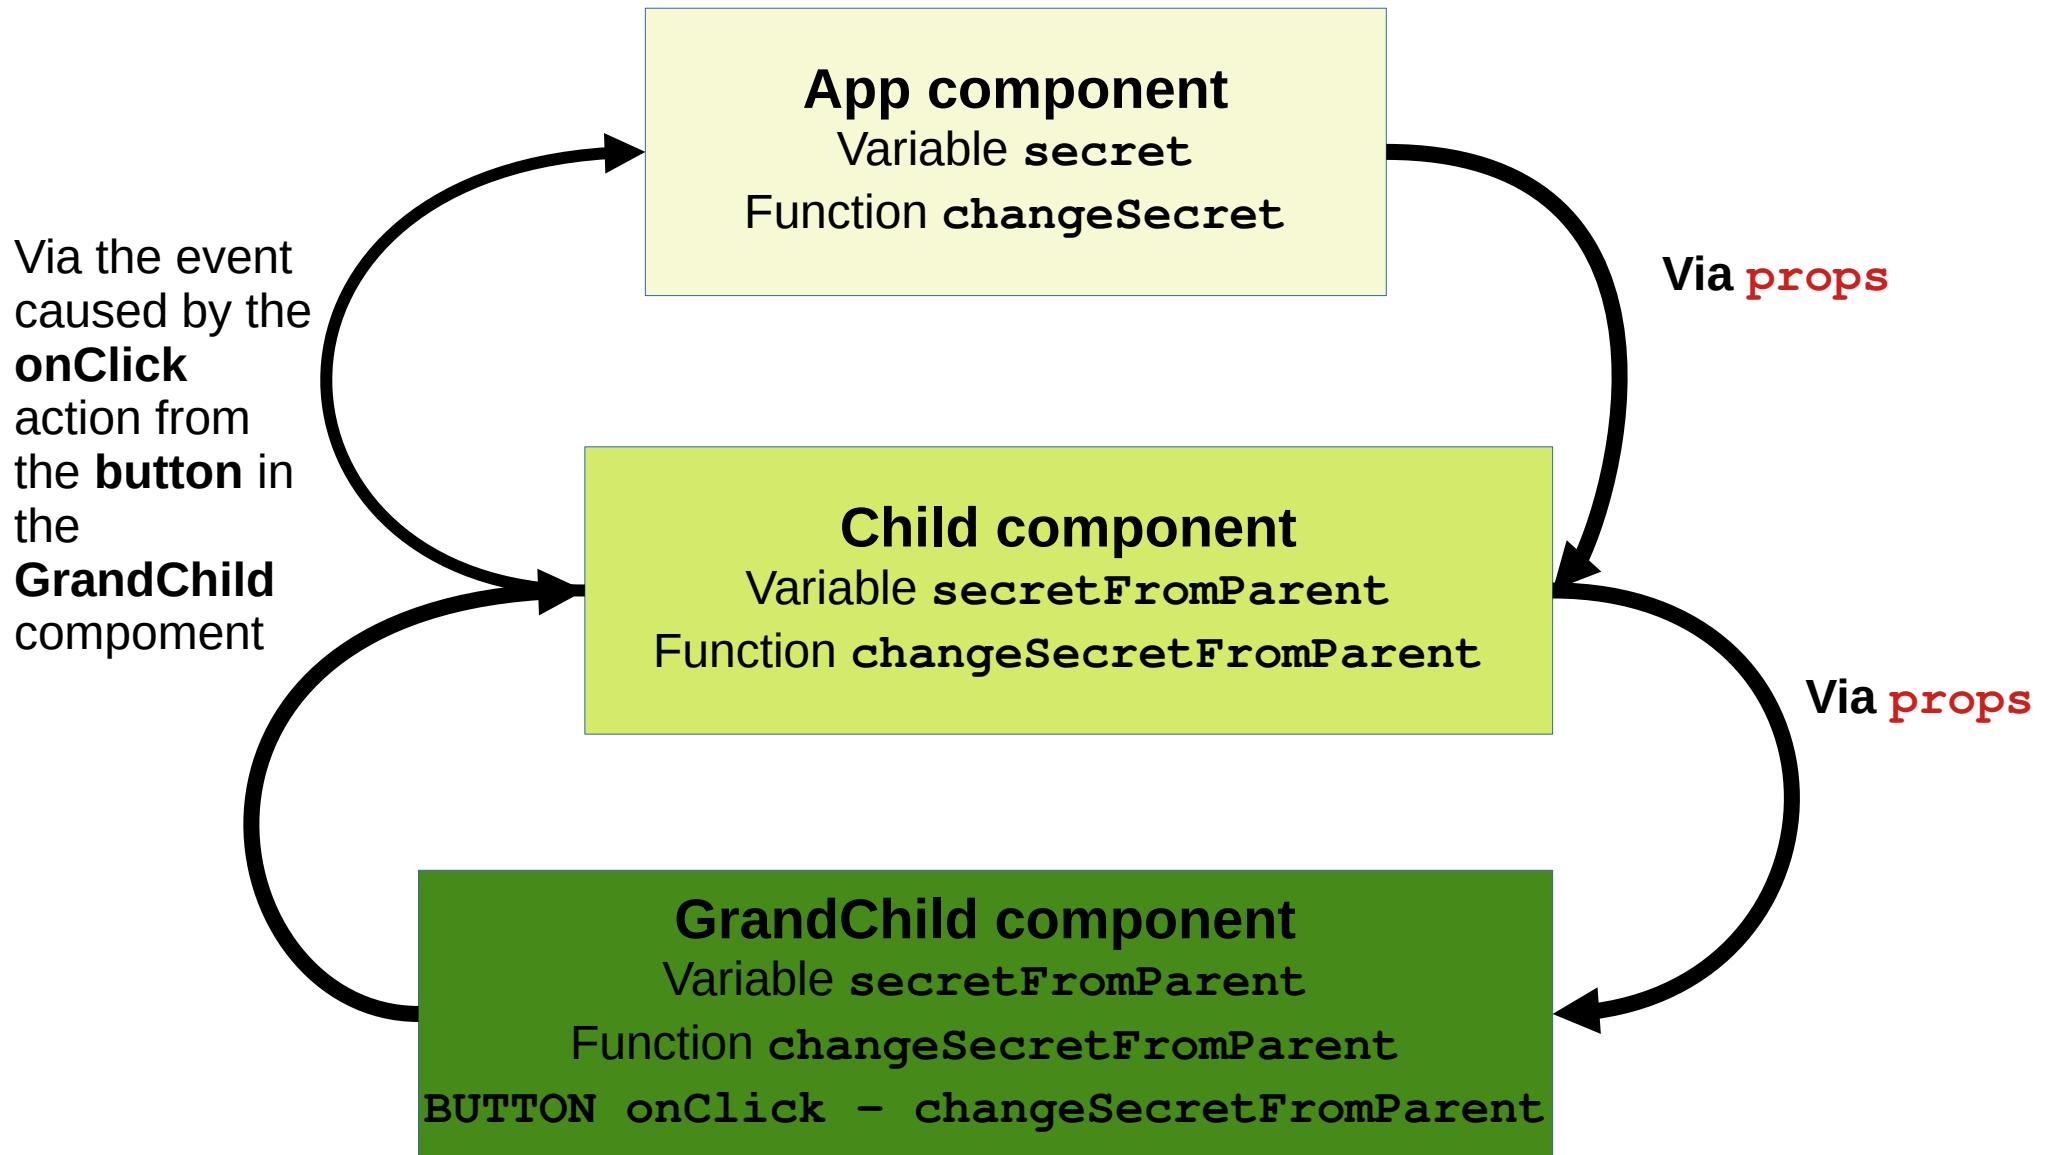 App component
Variable secret
Function changeSecret
Via the event
caused by the
onClick
action from
the button in
the
GrandChild
compoment
Via props
Child component
Variable secretFromParent
Function changeSecretFromParent
Via props
GrandChild component
Variable secretFromParent
Function changeSecretFromParent
BUTTON onClick – changeSecretFromParent